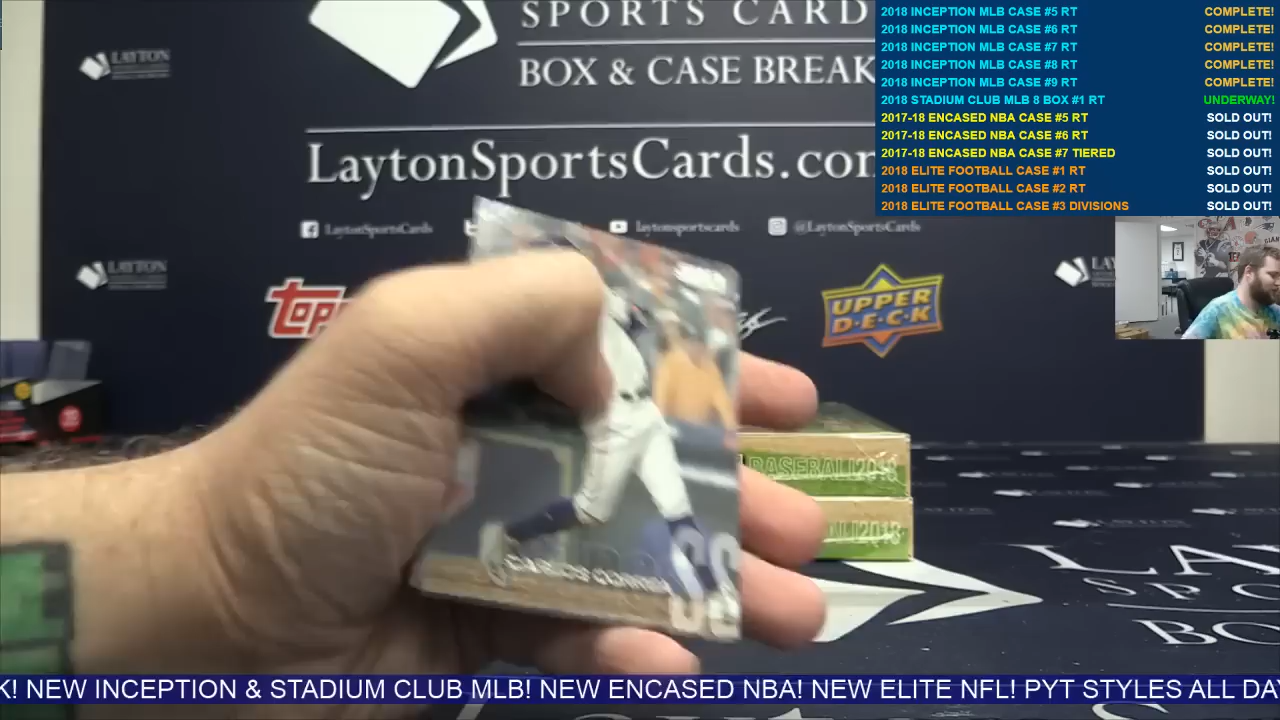 SPORTS CARD
BOX & CASE BREAK
LaytonSportsCards.com
LaytonSportsCards
laytonsportscards
@LaytonSportsCards
LAYTON
LAYTON
UPPER
DECK
BASEBALL2018
CARLOS CORREA
2018 INCEPTION MLB CASE #5 RT COMPLETE!
2018 INCEPTION MLB CASE #6 RT COMPLETE!
2018 INCEPTION MLB CASE #7 RT COMPLETE!
2018 INCEPTION MLB CASE #8 RT COMPLETE!
2018 INCEPTION MLB CASE #9 RT COMPLETE!
2018 STADIUM CLUB MLB 8 BOX #1 RT UNDERWAY!
2017-18 ENCASED NBA CASE #5 RT SOLD OUT!
2017-18 ENCASED NBA CASE #6 RT SOLD OUT!
2017-18 ENCASED NBA CASE #7 TIERED SOLD OUT!
2018 ELITE FOOTBALL CASE #1 RT SOLD OUT!
2018 ELITE FOOTBALL CASE #2 RT SOLD OUT!
2018 ELITE FOOTBALL CASE #3 DIVISIONS SOLD OUT!
K! NEW INCEPTION & STADIUM CLUB MLB! NEW ENCASED NBA! NEW ELITE NFL! PYT STYLES ALL DAY